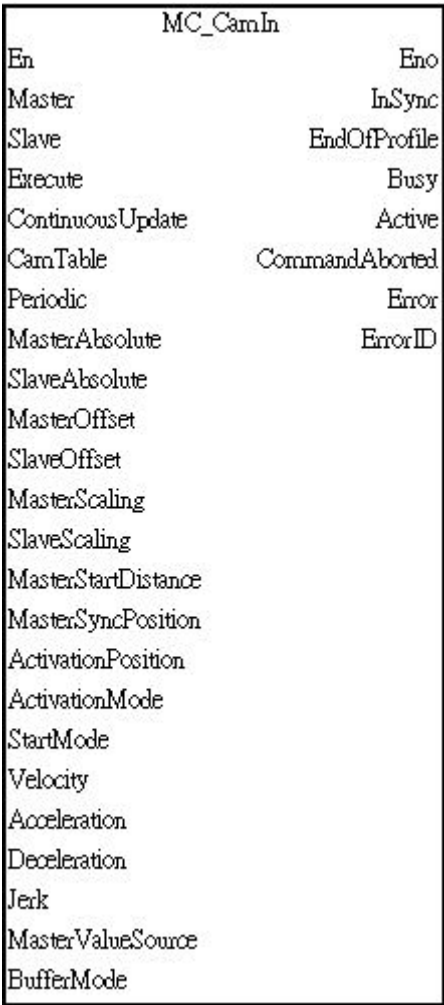 MC_CamIn
En Eno
Master InSync
Slave EndOfProfile
Execute Busy
ContinuousUpdate Active
CamTable CommandAborted
Periodic Error
MasterAbsolute ErrorID
SlaveAbsolute
MasterOffset
SlaveOffset
MasterScaling
SlaveScaling
MasterStartDistance
MasterSyncPosition
ActivationPosition
ActivationMode
StartMode
Velocity
Acceleration
Deceleration
Jerk
MasterValueSource
BufferMode